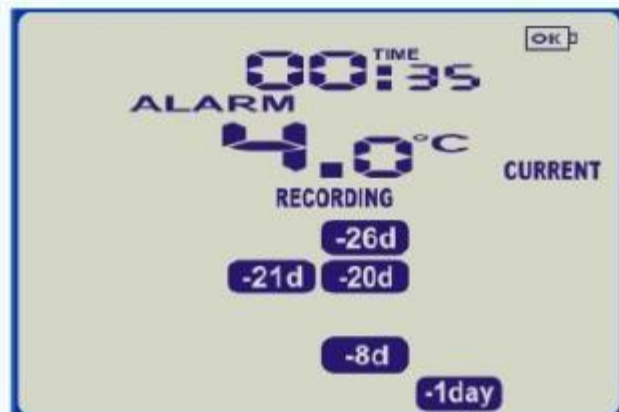 OK
TIME
00:35
ALARM
4.0°C
CURRENT
RECORDING
-26d
-21d -20d
-8d
-1day